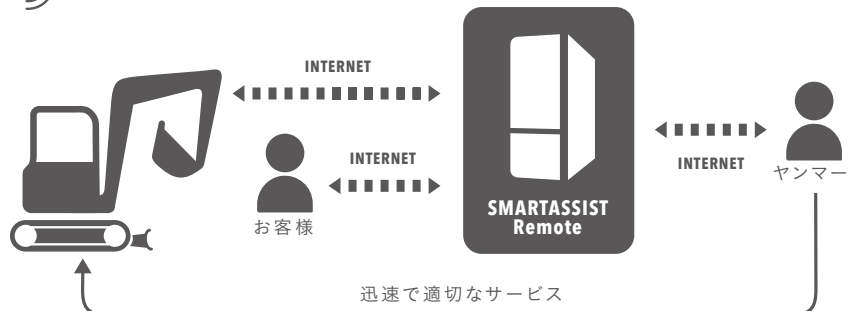 INTERNET
INTERNET
お客様
SMARTASSIST
Remote
INTERNET
ヤンマー
迅速で適切なサービス